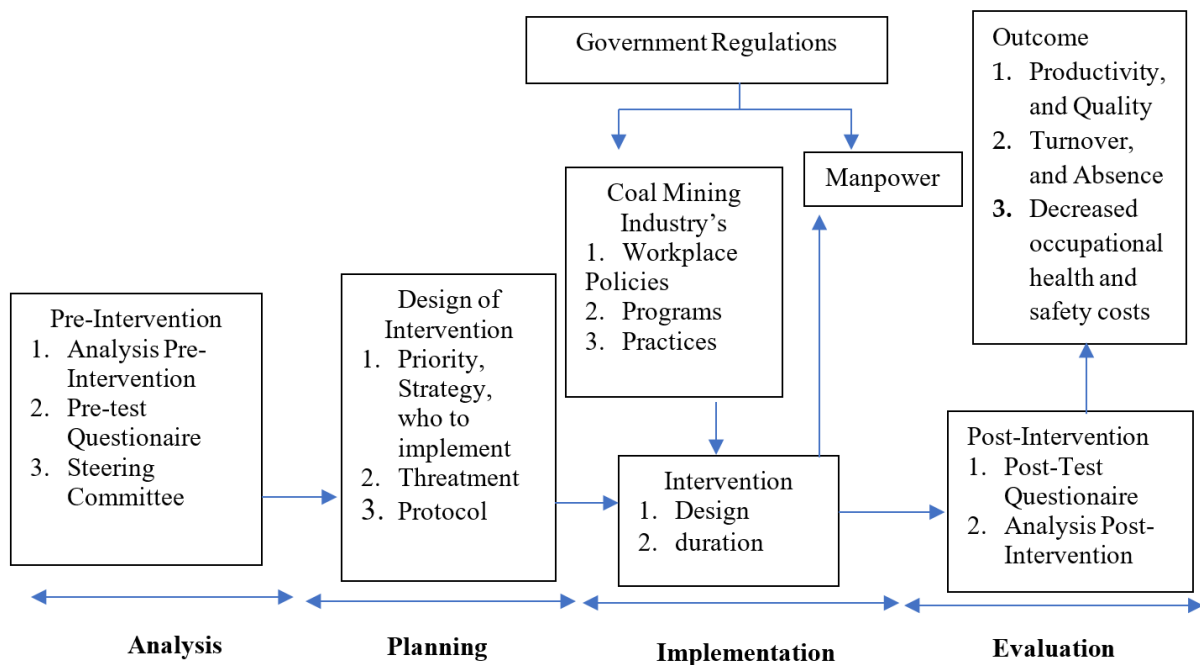 Pre-Intervention
1. Analysis Pre-
Intervention
2. Pre-test
Questionaire
3. Steering
Committee
Design of
Intervention
1. Priority,
Strategy,
who to
implement
2. Threatment
3. Protocol
Government Regulations
Coal Mining
Industry’s
1. Workplace
Policies
2. Programs
3. Practices
Manpower
Intervention
1. Design
2. duration
Outcome
1. Productivity,
and Quality
2. Turnover,
and Absence
3. Decreased
occupational
health and
safety costs
Post-Intervention
1. Post-Test
Questionaire
2. Analysis Post-
Intervention
Analysis
Planning
Implementation
Evaluation